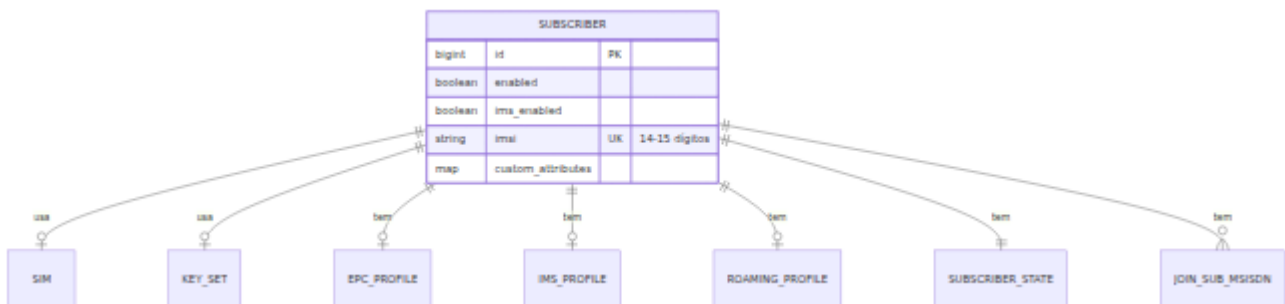 SUBSCRIBER
bigint id PK
boolean enabled
boolean ims_enabled
string imsi UK 14-15 dígitos
map custom_attributes
usa usa tem tem tem tem tem
SIM KEY_SET EPC_PROFILE IMS_PROFILE ROAMING_PROFILE SUBSCRIBER_STATE JOIN_SUB_MSISDN